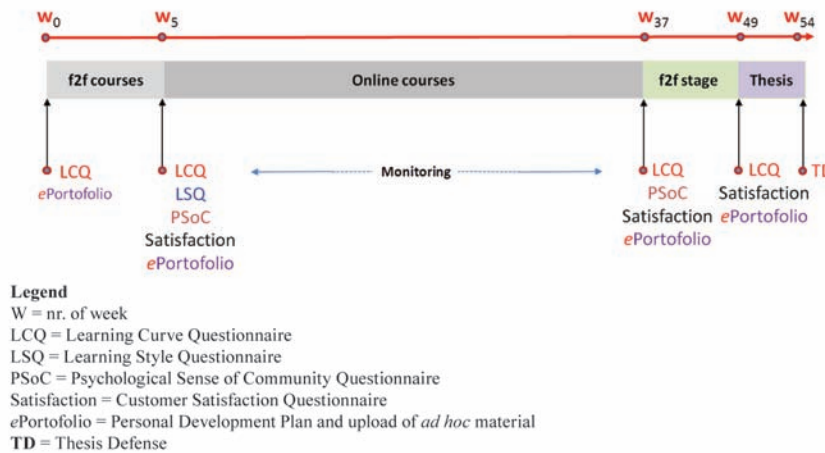 W0 W5 W37 W49 W54
f2f courses Online courses f2f stage Thesis
LCQ LCQ Monitoring LCQ LCQ TD
ePortofolio LSQ PSoC Satisfaction
PSoC Satisfaction ePortofolio
Satisfaction ePortofolio
ePortofolio
Legend
W = nr. of week
LCQ = Learning Curve Questionnaire
LSQ = Learning Style Questionnaire
PSoC = Psychological Sense of Community Questionnaire
Satisfaction = Customer Satisfaction Questionnaire
ePortofolio = Personal Development Plan and upload of ad hoc material
TD = Thesis Defense